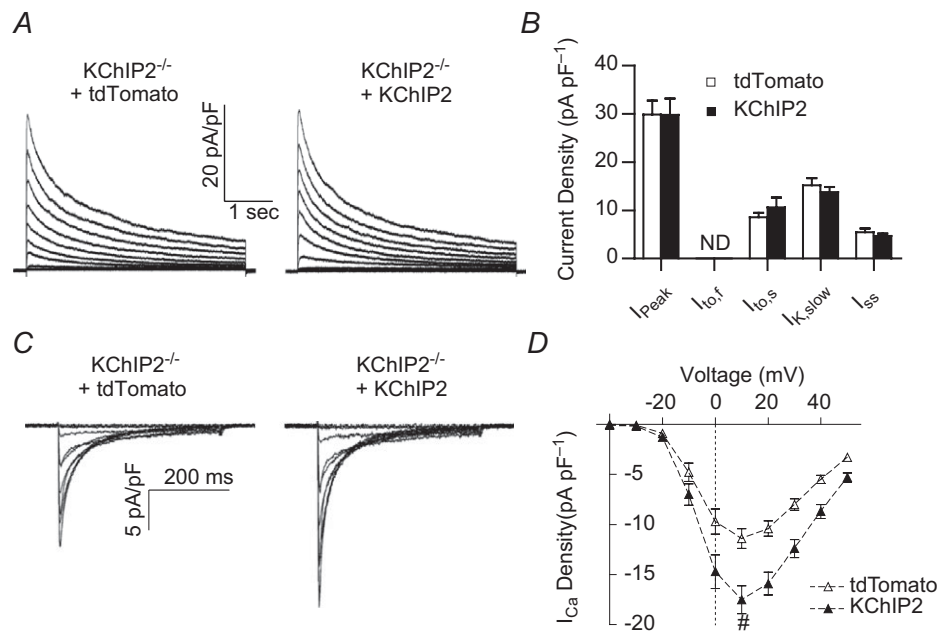 A
KChIP2-/-
+ tdTomato
KChIP2-/-
+ KChIP2
20 pA/pF
1 sec
B
Current Density (pA pF–1)
40
30
20
10
0
tdTomato
KChIP2
ND
IPeak
Ito,f
Ito,s
IK,slow
Iss
C
KChIP2-/-
+ tdTomato
KChIP2-/-
+ KChIP2
5 pA/pF
200 ms
D
Voltage (mV)
-20
0
20
40
ICa Density(pA pF–1)
-5
-10
-15
-20
#
tdTomato
KChIP2